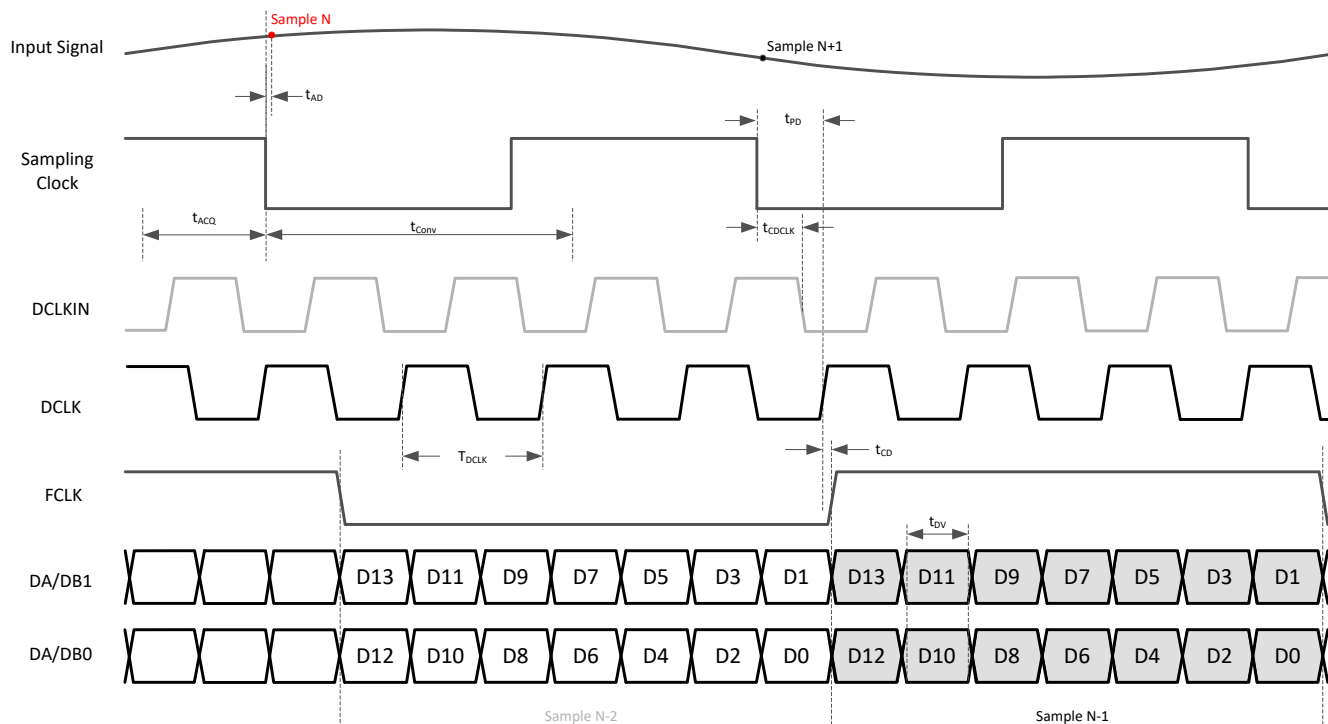 Sample N
Input Signal
Sample N+1
tAD
tPD
Sampling
Clock
tACQ
tConv
tCDCLK
DCLKIN
DCLK
TDCLK
tCD
FCLK
tDV
DA/DB1 D13 D11 D9 D7 D5 D3 D1 D13 D11 D9 D7 D5 D3 D1
DA/DB0 D12 D10 D8 D6 D4 D2 D0 D12 D10 D8 D6 D4 D2 D0
Sample N-2 Sample N-1